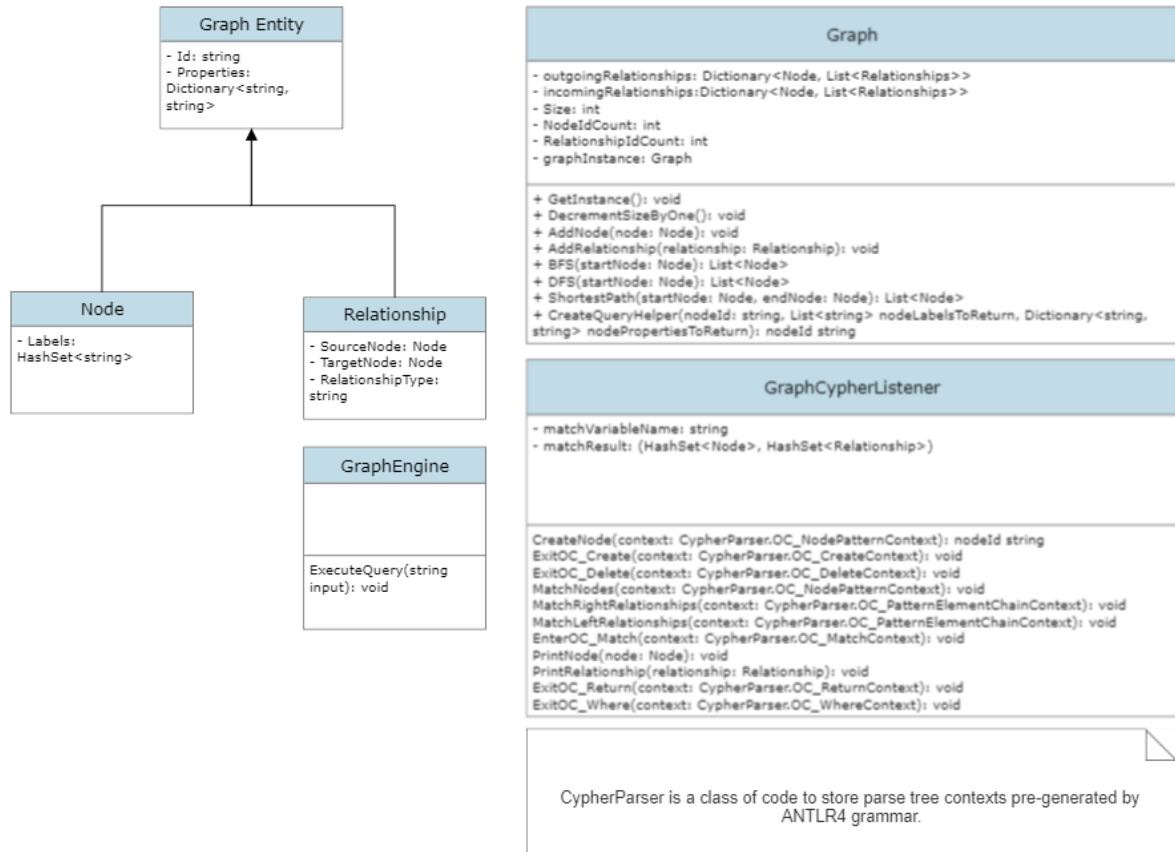 Graph Entity
- Id: string
- Properties:
Dictionary<string,
string>
Node
- Labels:
HashSet<string>
Relationship
- SourceNode: Node
- TargetNode: Node
- RelationshipType:
string
GraphEngine
ExecuteQuery(string
input): void
Graph
- outgoingRelationships: Dictionary<Node, List<Relationships>>
- incomingRelationships:Dictionary<Node, List<Relationships>>
- Size: int
- NodeIdCount: int
- RelationshipIdCount: int
- graphInstance: Graph
+ GetInstance(): void
+ DecrementSizeByOne(): void
+ AddNode(node: Node): void
+ AddRelationship(relationship: Relationship): void
+ BFS(startNode: Node): List<Node>
+ DFS(startNode: Node): List<Node>
+ ShortestPath(startNode: Node, endNode: Node): List<Node>
+ CreateQueryHelper(nodeId: string, List<string> nodeLabelsToReturn, Dictionary<string,
string> nodePropertiesToReturn): nodeId string
GraphCypherListener
- matchVariableName: string
- matchResult: (HashSet<Node>, HashSet<Relationship>)
CreateNode(context: CypherParser.OC_NodePatternContext): nodeId string
ExitOC_Create(context: CypherParser.OC_CreateContext): void
ExitOC_Delete(context: CypherParser.OC_DeleteContext): void
MatchNodes(context: CypherParser.OC_NodePatternContext): void
MatchRightRelationships(context: CypherParser.OC_PatternElementChainContext): void
MatchLeftRelationships(context: CypherParser.OC_PatternElementChainContext): void
EnterOC_Match(context: CypherParser.OC_MatchContext): void
PrintNode(node: Node): void
PrintRelationship(relationship: Relationship): void
ExitOC_Return(context: CypherParser.OC_ReturnContext): void
ExitOC_Where(context: CypherParser.OC_WhereContext): void
CypherParser is a class of code to store parse tree contexts pre-generated by
ANTLR4 grammar.